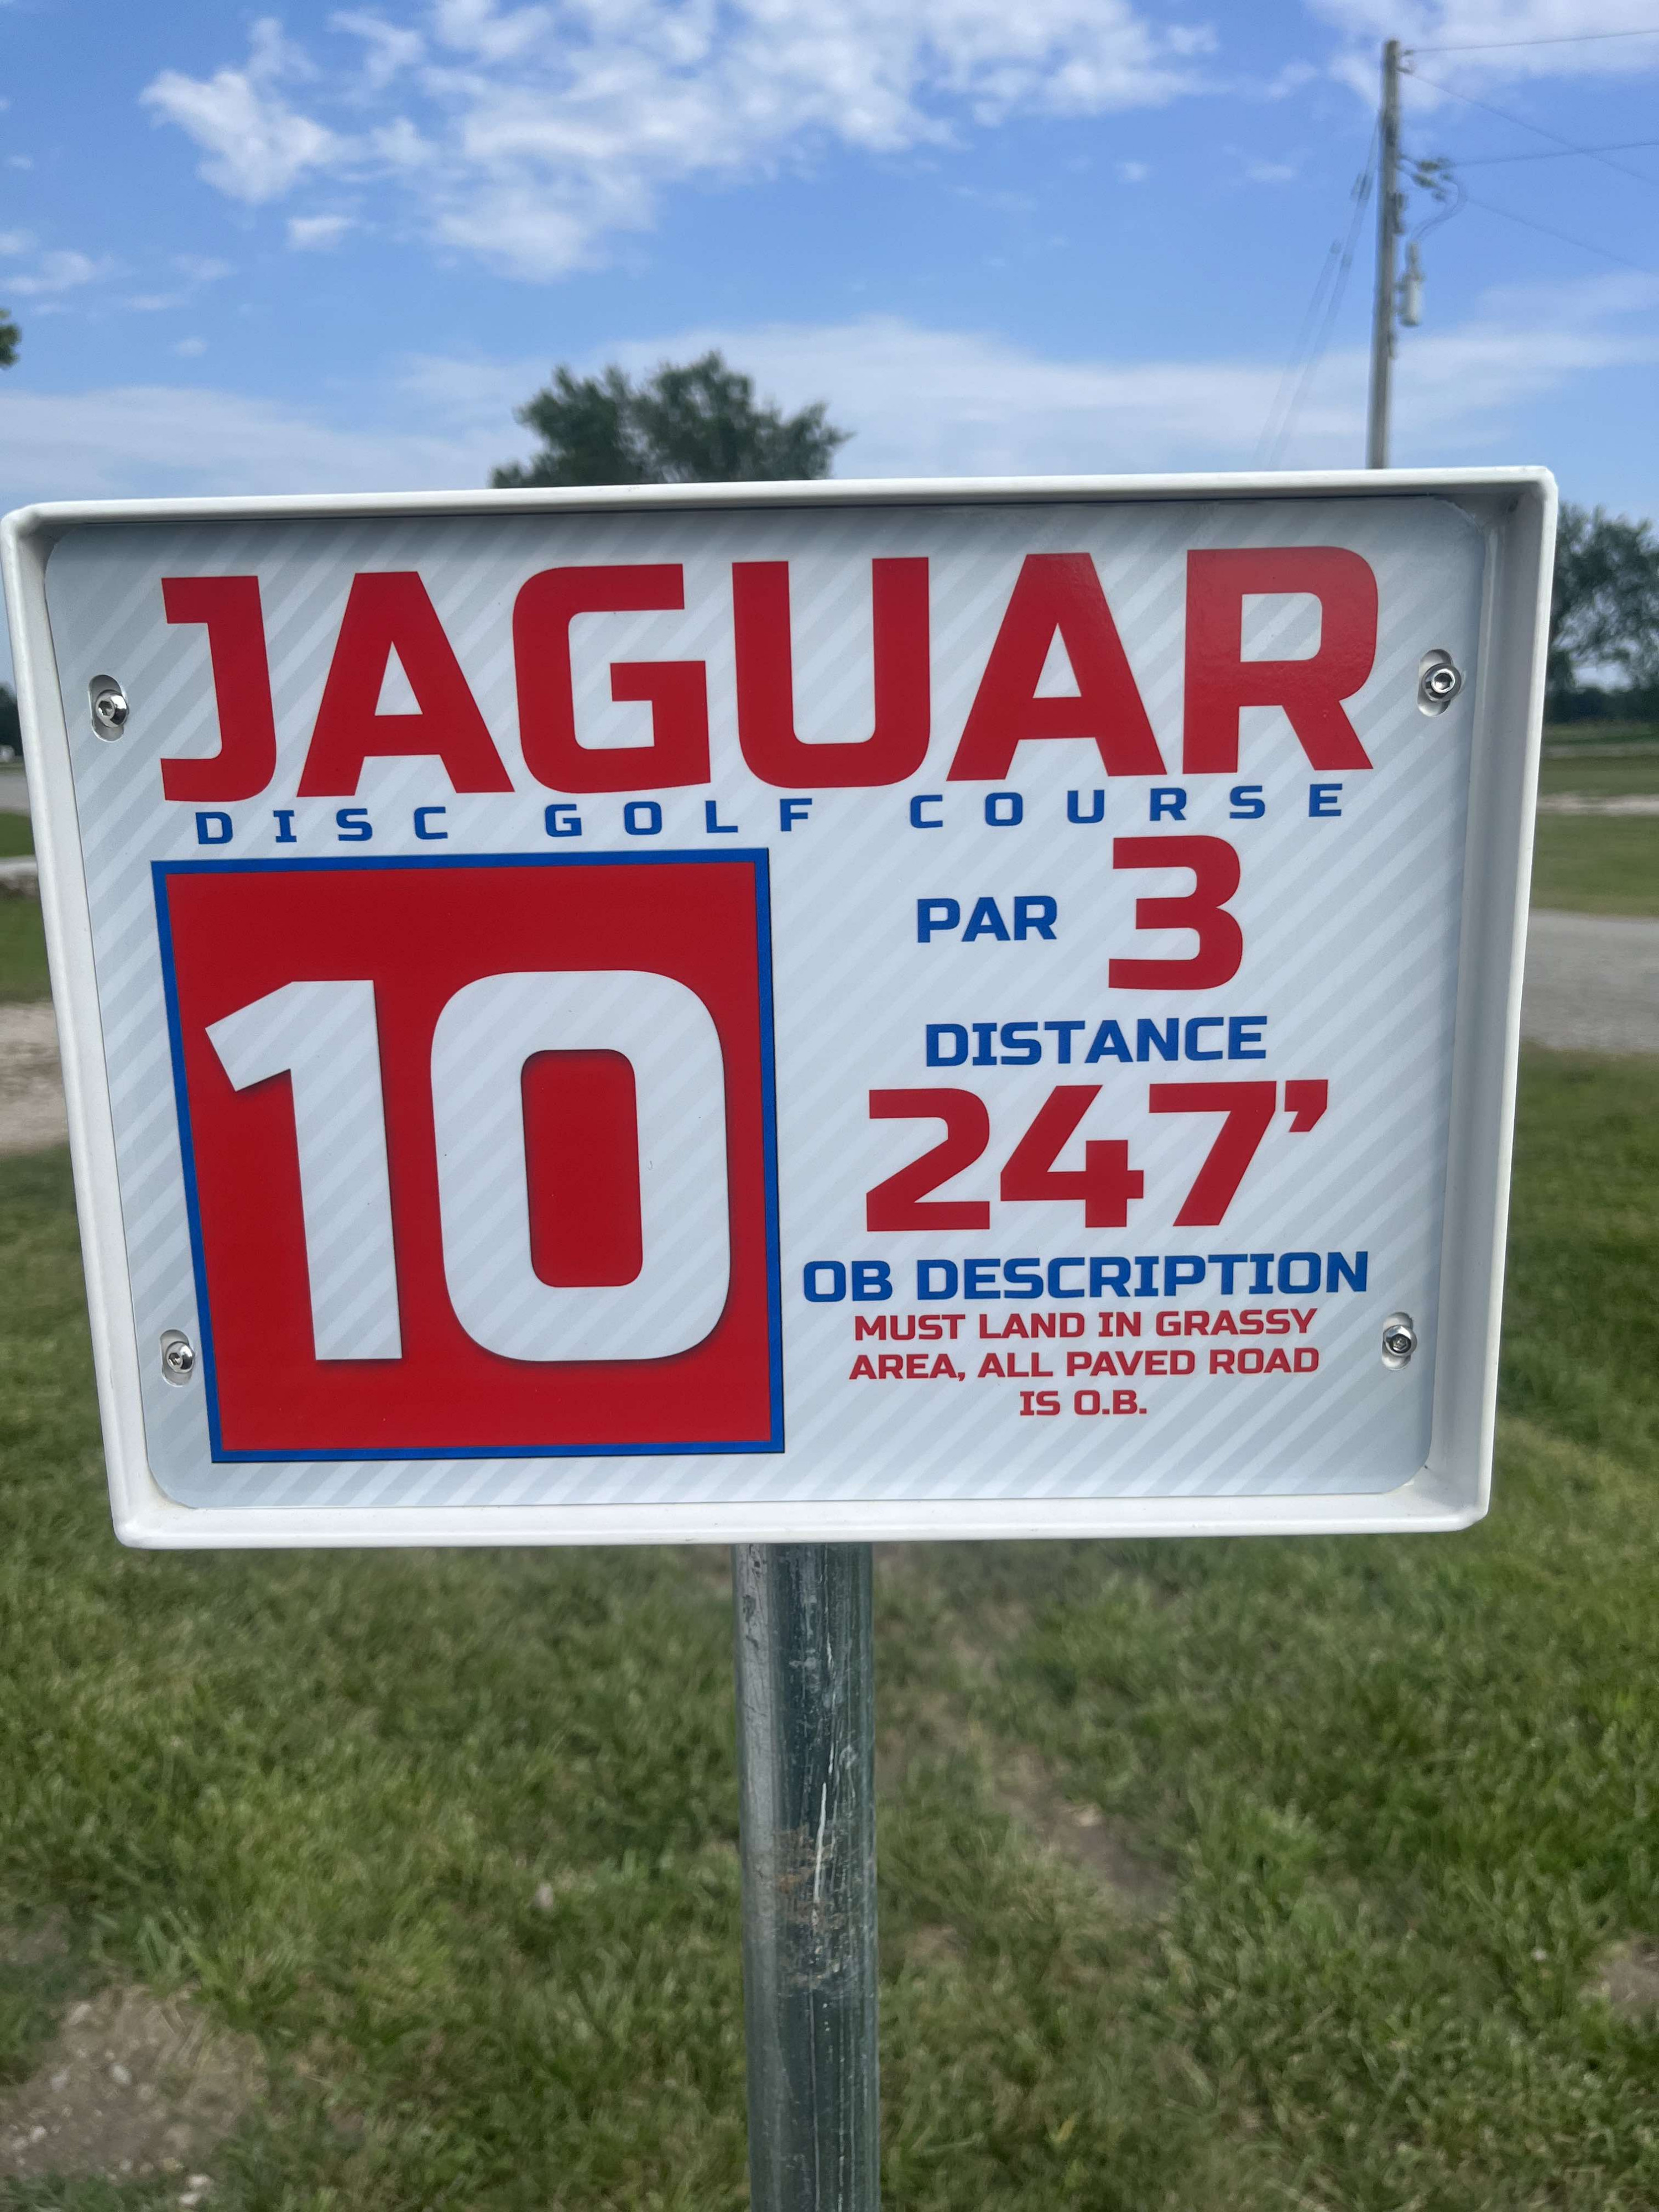 JAGUAR
DISC GOLF COURSE
10
PAR 3
DISTANCE
247’
OB DESCRIPTION
MUST LAND IN GRASSY
AREA, ALL PAVED ROAD
IS O.B.